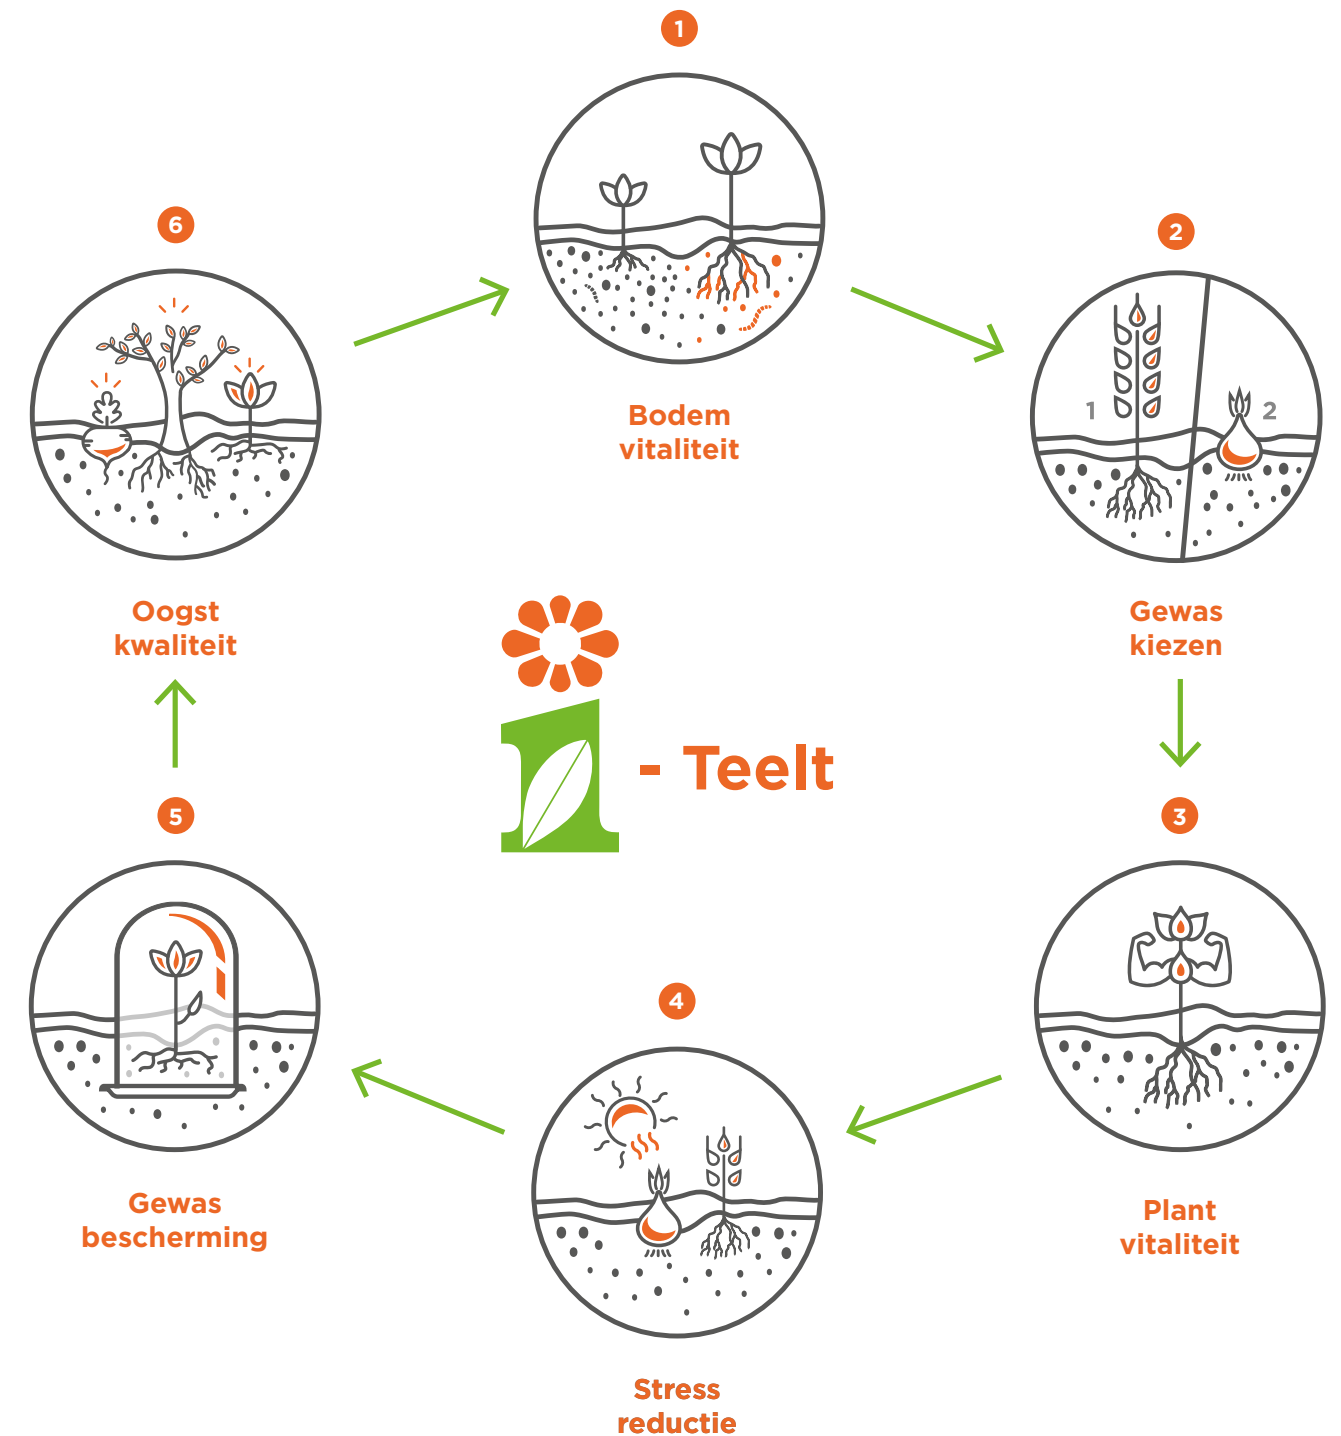 1
Bodem
vitaliteit
2
1
2
Gewas
kiezen
3
Plant
vitaliteit
4
Stress
reductie
5
Gewas
bescherming
6
Oogst
kwaliteit
1 - Teelt